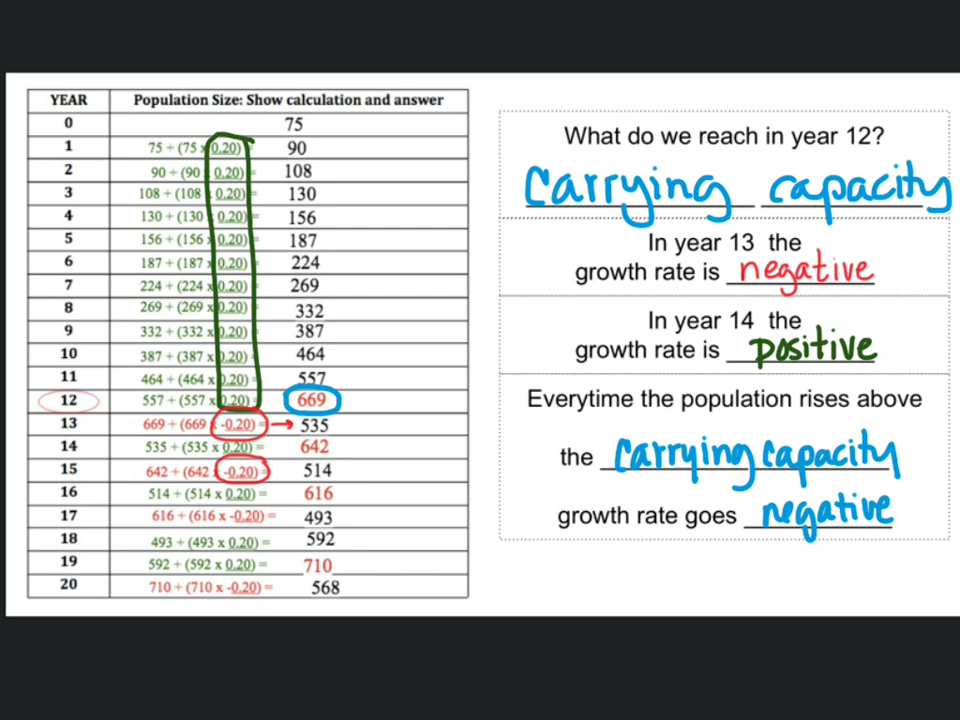 YEAR Population Size: Show calculation and answer
0 75
1 75 + (75 x 0.20) = 90
2 90 + (90 x 0.20) = 108
3 108 + (108 x 0.20) = 130
4 130 + (130 x 0.20) = 156
5 156 + (156 x 0.20) = 187
6 187 + (187 x 0.20) = 224
7 224 + (224 x 0.20) = 269
8 269 + (269 x 0.20) = 332
9 332 + (332 x 0.20) = 387
10 387 + (387 x 0.20) = 464
11 464 + (464 x 0.20) = 557
12 557 + (557 x 0.20) = 669
13 669 + (669 x -0.20) = → 535
14 535 + (535 x 0.20) = 642
15 642 + (642 x -0.20) = 514
16 514 + (514 x 0.20) = 616
17 616 + (616 x -0.20) = 493
18 493 + (493 x 0.20) = 592
19 592 + (592 x 0.20) = 710
20 710 + (710 x -0.20) = 568
What do we reach in year 12?
Carrying capacity
In year 13 the
growth rate is negative
In year 14 the
growth rate is positive
Everytime the population rises above
the carrying capacity
growth rate goes negative